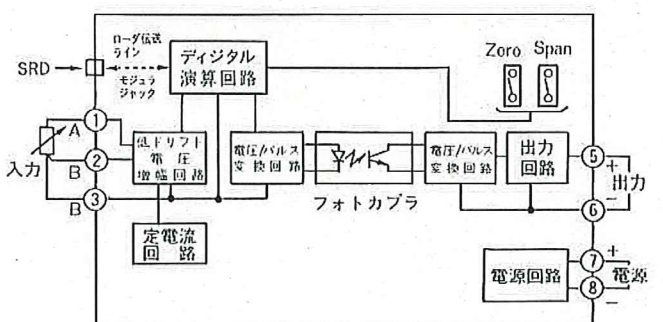 ローダ伝送
ライン
SRD
モジュラ
ジャック
ディジタル
演算回路
Zoro Span
1
A
2
B
3
B
入力
低ドリフト
電圧
増幅回路
定電流
回路
電圧/パルス
変換回路
フォトカプラ
電圧/パルス
変換回路
出力
回路
5
+
出力
6
−
電源回路
7
+
電源
8
−